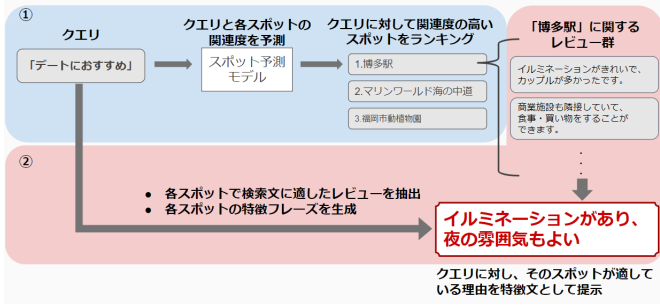 ①
クエリ
「デートにおすすめ」
クエリと各スポットの
関連度を予測
スポット予測
モデル
クエリに対して関連度の高い
スポットをランキング
1.博多駅
2.マリンワールド海の中道
3.福岡市動植物園
「博多駅」に関する
レビュー群
イルミネーションがきれいで、
カップルが多かったです。
商業施設も隣接していて、
食事・買い物をすることが
できます。
・
・
・
②
● 各スポットで検索文に適したレビューを抽出
● 各スポットの特徴フレーズを生成
イルミネーションがあり、
夜の雰囲気もよい
クエリに対し、そのスポットが適して
いる理由を特徴文として提示